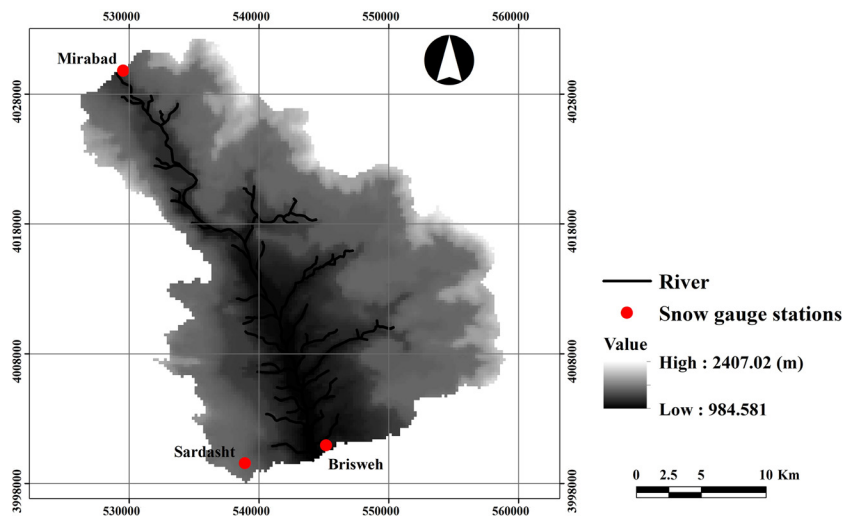 530000 540000 550000 560000
Mirabad
4028000 4028000
4018000 4018000
4008000 4008000
3998000 3998000
Sardasht
Brisweh
530000 540000 550000 560000
River
Snow gauge stations
Value
High : 2407.02 (m)
Low : 984.581
0 2.5 5 10 Km